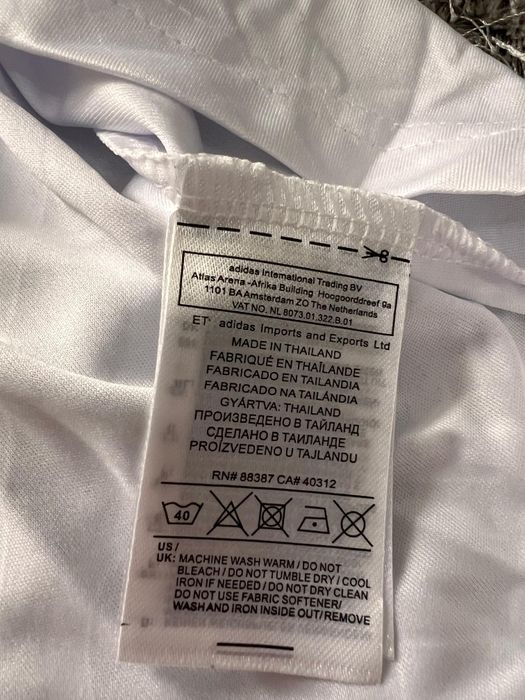 adidas International Trading BV
Atlas Arena -Afrika Building Hoogoorddreef 9a
1101 BA Amsterdam ZO The Netherlands
VAT NO. NL 8073.01.322.B.01
ET' adidas Imports and Exports Ltd
MADE IN THAILAND
FABRIQUÉ EN THAÏLANDE
FABRICADO EN TAILANDIA
FABRICADO NA TAILÂNDIA
GYÁRTVA: THAILAND
ПРОИЗВЕДЕНО В ТАЙЛАНД
СДЕЛАНО В ТАИЛАНДЕ
PROIZVEDENO U TAJLANDU
RN# 88387 CA# 40312
40
US /
UK: MACHINE WASH WARM / DO NOT
BLEACH / DO NOT TUMBLE DRY / COOL
IRON IF NEEDED / DO NOT DRY CLEAN
DO NOT USE FABRIC SOFTENER/
WASH AND IRON INSIDE OUT/ REMOVE